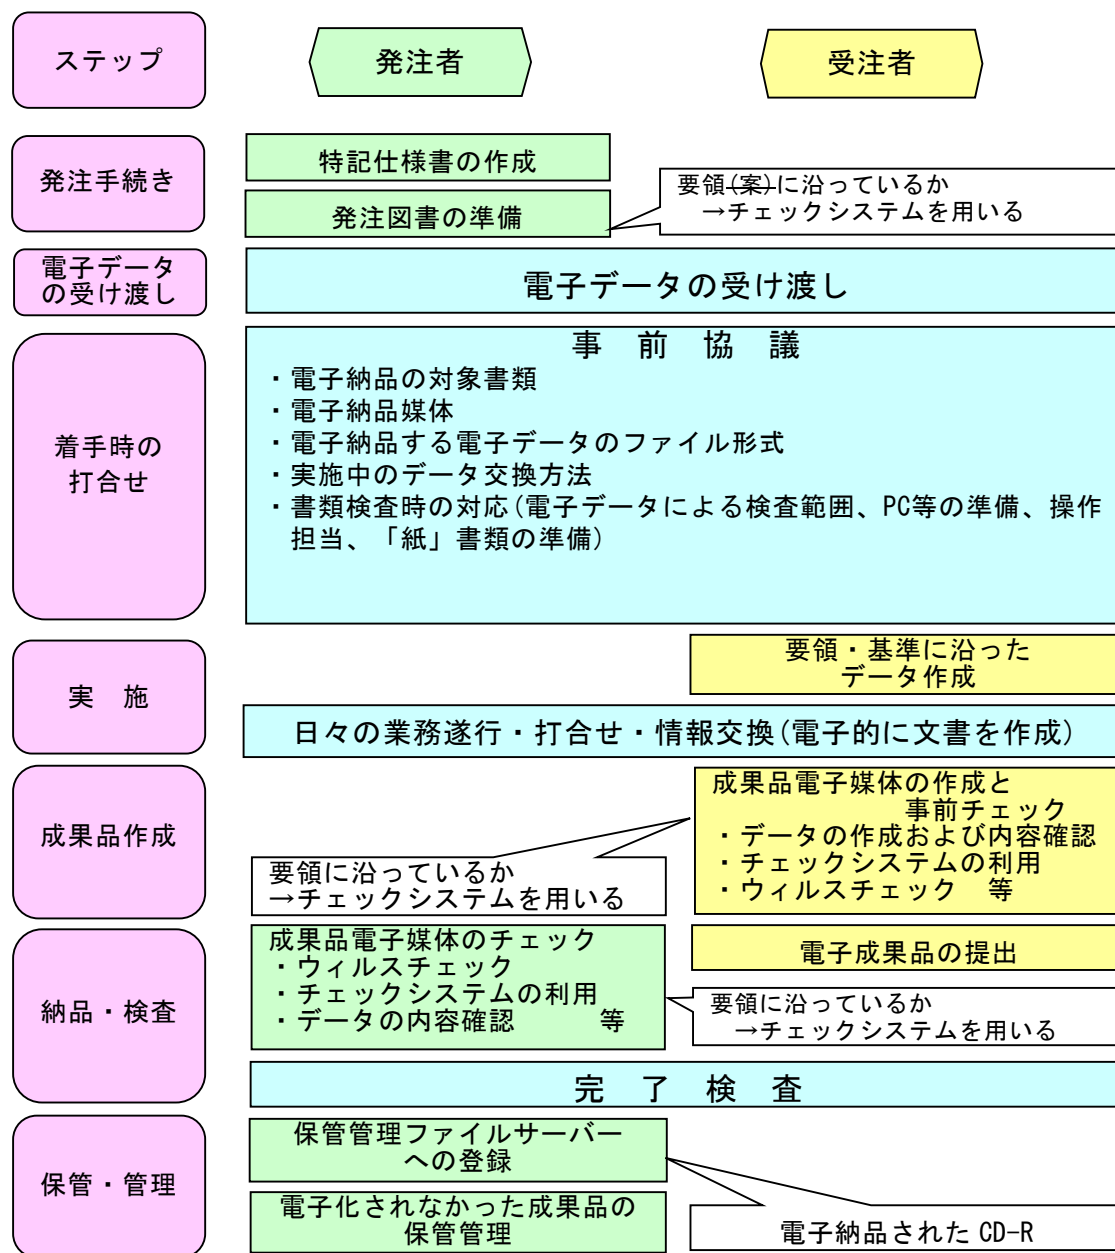 ステップ
発注者
受注者
発注手続き
特記仕様書の作成
発注図書の準備
要領(案)に沿っているか
→チェックシステムを用いる
電子データ
の受け渡し
電子データの受け渡し
着手時の
打合せ
事　前　協　議
・電子納品の対象書類
・電子納品媒体
・電子納品する電子データのファイル形式
・実施中のデータ交換方法
・書類検査時の対応(電子データによる検査範囲、PC等の準備、操作
担当、「紙」書類の準備)
実　施
要領・基準に沿った
データ作成
日々の業務遂行・打合せ・情報交換(電子的に文書を作成)
成果品作成
成果品電子媒体の作成と
事前チェック
・データの作成および内容確認
・チェックシステムの利用
・ウィルスチェック　等
要領に沿っているか
→チェックシステムを用いる
納品・検査
成果品電子媒体のチェック
・ウィルスチェック
・チェックシステムの利用
・データの内容確認　　　等
電子成果品の提出
要領に沿っているか
→チェックシステムを用いる
完　了　検　査
保管・管理
保管管理ファイルサーバー
への登録
電子化されなかった成果品の
保管管理
電子納品された CD-R